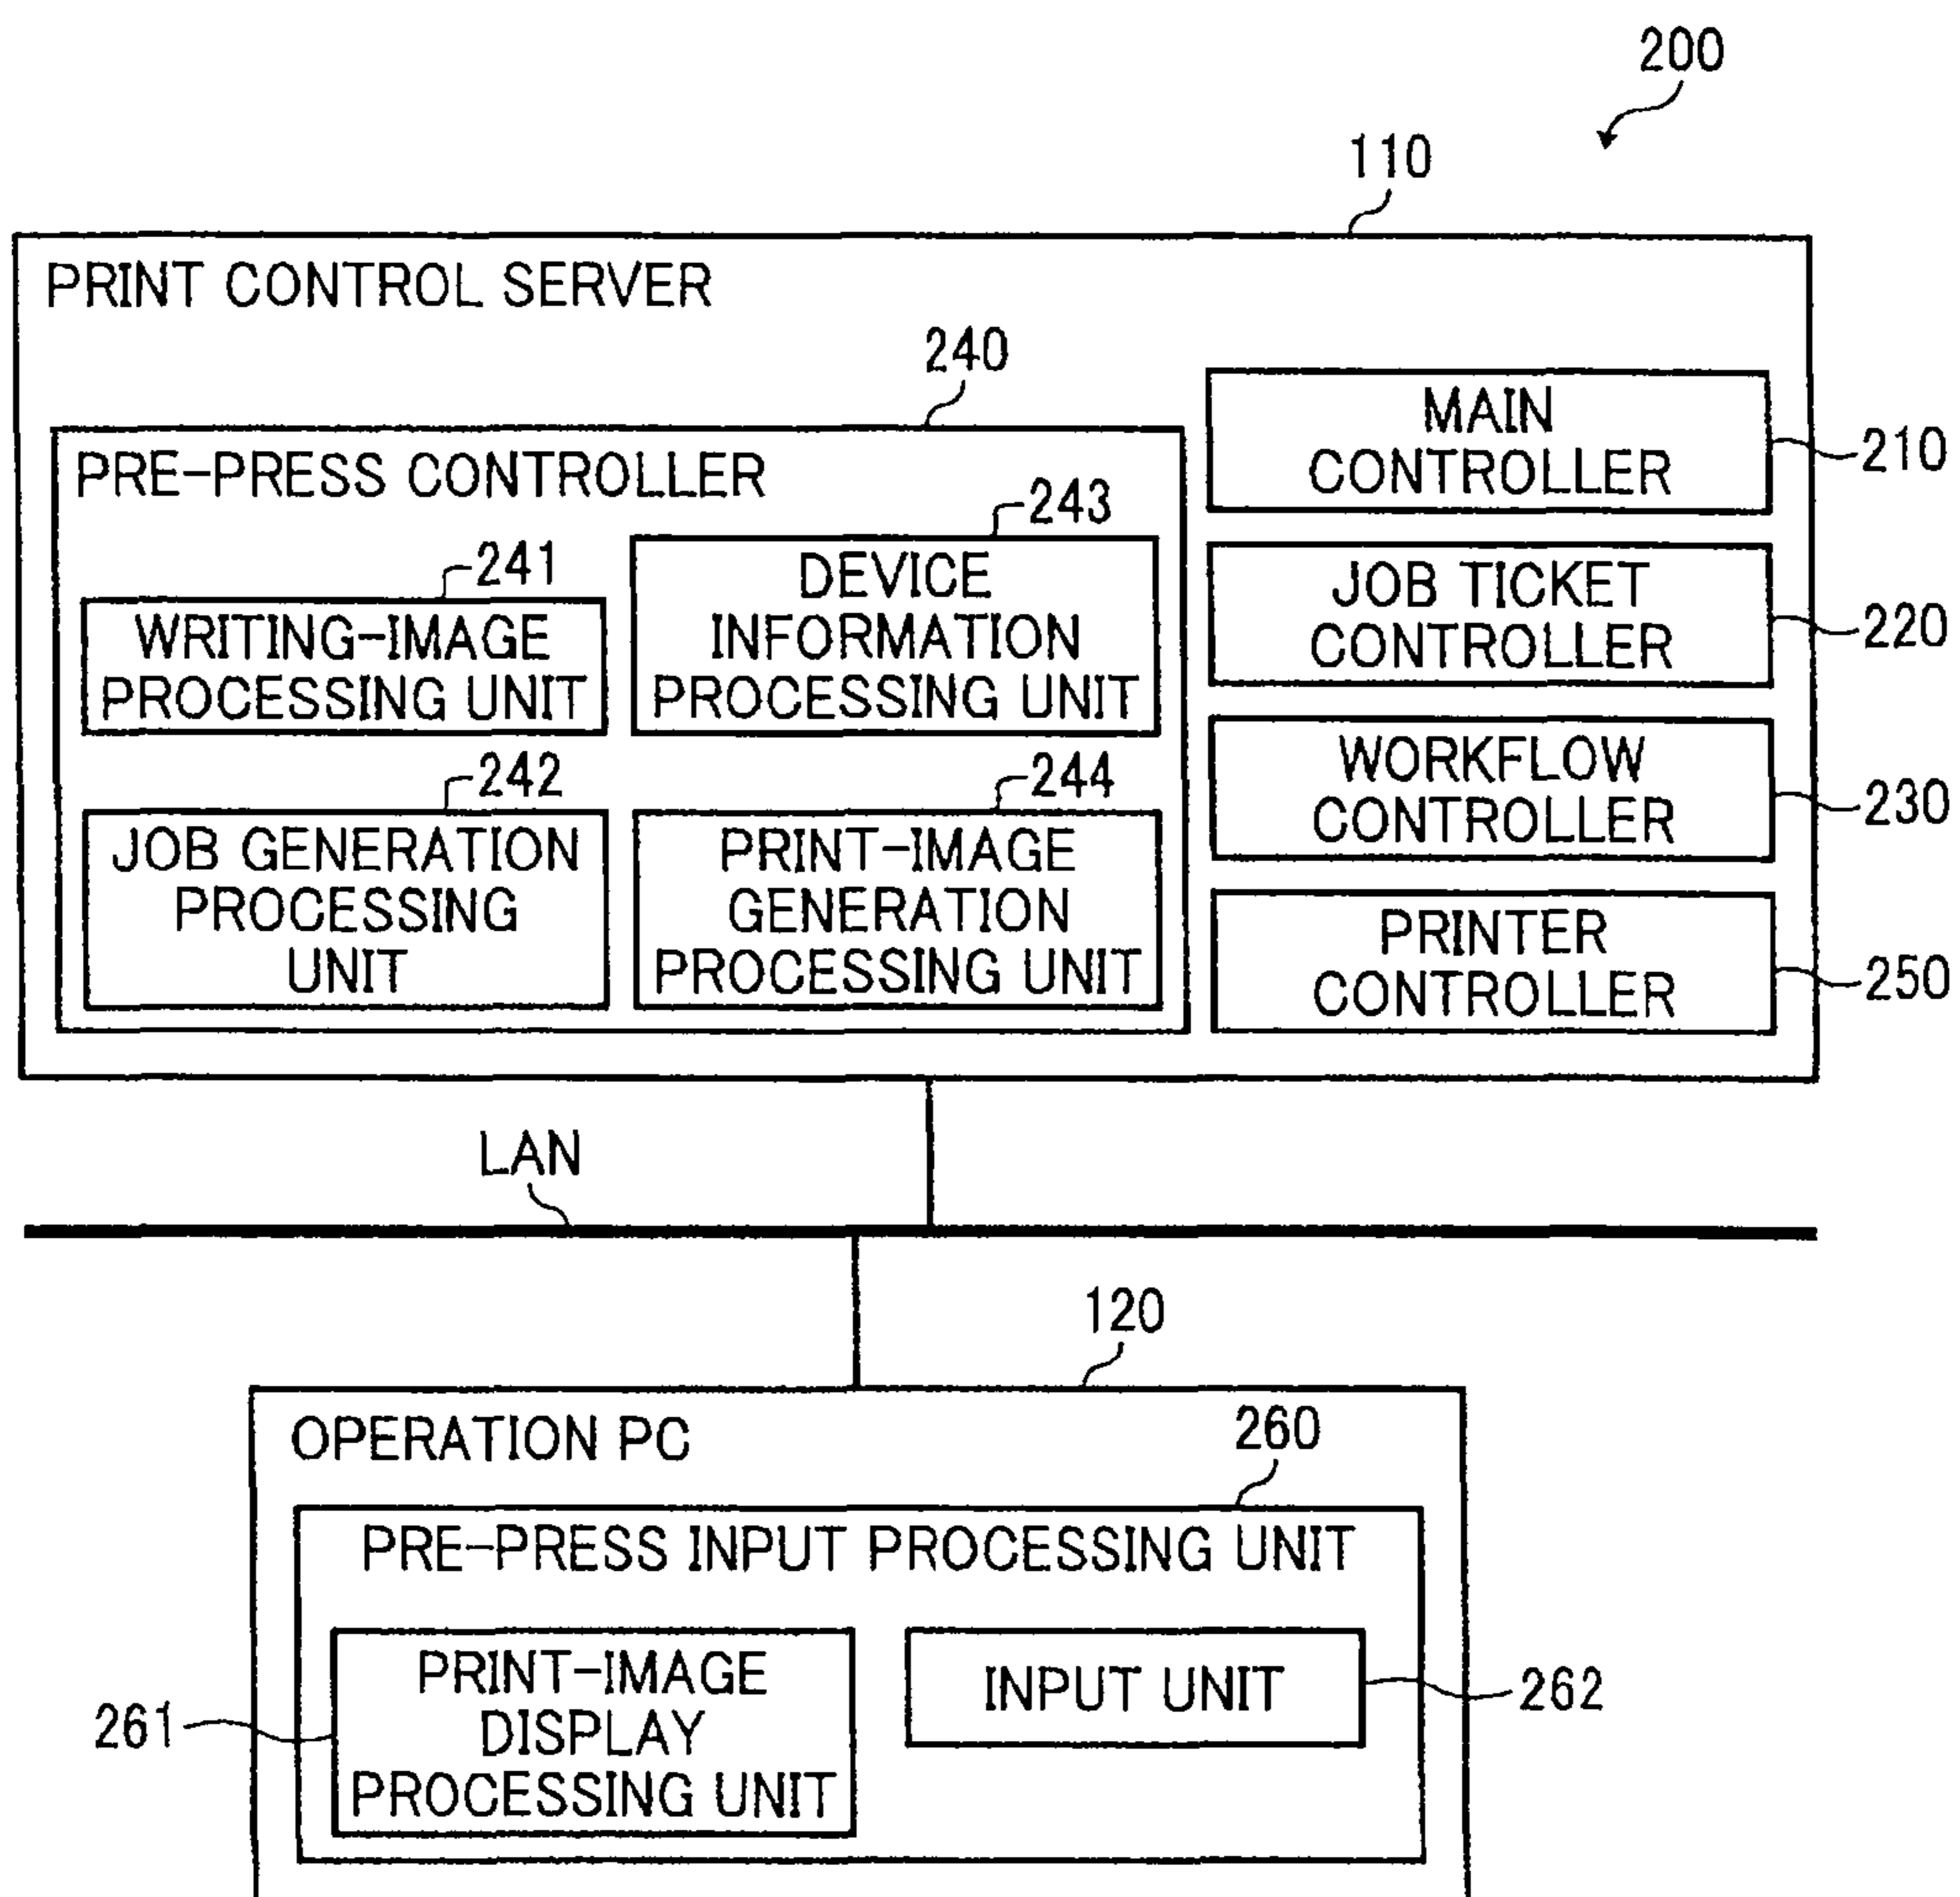 200
110
PRINT CONTROL SERVER
240
PRE-PRESS CONTROLLER
241
WRITING-IMAGE
PROCESSING UNIT
243
DEVICE
INFORMATION
PROCESSING UNIT
242
JOB GENERATION
PROCESSING
UNIT
244
PRINT-IMAGE
GENERATION
PROCESSING UNIT
MAIN
CONTROLLER
210
JOB TICKET
CONTROLLER
220
WORKFLOW
CONTROLLER
230
PRINTER
CONTROLLER
250
LAN
120
OPERATION PC
260
PRE-PRESS INPUT PROCESSING UNIT
261
PRINT-IMAGE
DISPLAY
PROCESSING UNIT
INPUT UNIT
262